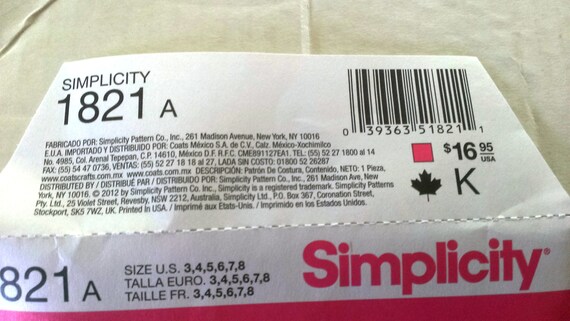 SIMPLICITY
1821 A
0 39363 51821 1
$16.95
USA
K
FABRICADO POR: Simplicity Pattern Co., Inc., 261 Madison Avenue, New York, NY 10016
E.U.A. IMPORTADO Y DISTRIBUIDO POR: Coats México S.A. de C.V., Calz. México-Xochimilco
No. 4985, Col. Arenal Tepepan, C.P. 14610, México D.F. R.F.C. CME891127EA1. TEL: (55) 52 27 1800 al 14
FAX: (55) 54 47 0736, VENTAS: (55) 52 27 18 18 al 27, LADA SIN COSTO: 01800 52 26287
www.coatscrafts.com.mx, www.coatsmex.com.mx DESCRIPCIÓN: Patrón De Costura, Contenido, NETO: 1 Pieza,
DISTRIBUTED BY / DISTRIBUÉ PAR / DISTRIBUIDO POR: Simplicity Pattern Co., Inc., 261 Madison Ave, New
York, NY 10016. © 2012 by Simplicity Pattern Co., Inc., Simplicity is a registered trademark. Simplicity Patterns
Pty. Ltd., 25 Violet Street, Revesby, NSW 2212, Australia, Simplicity Ltd., P.O. Box 367, Coronation Street,
Stockport, SK5 7WZ, UK. Printed in USA. / Imprimé aux Etats-Unis. / Imprimido en los Estados Unidos.
821 A
SIZE U.S. 3,4,5,6,7,8
TALLA EURO. 3,4,5,6,7,8
TAILLE FR. 3,4,5,6,7,8
Simplicity®